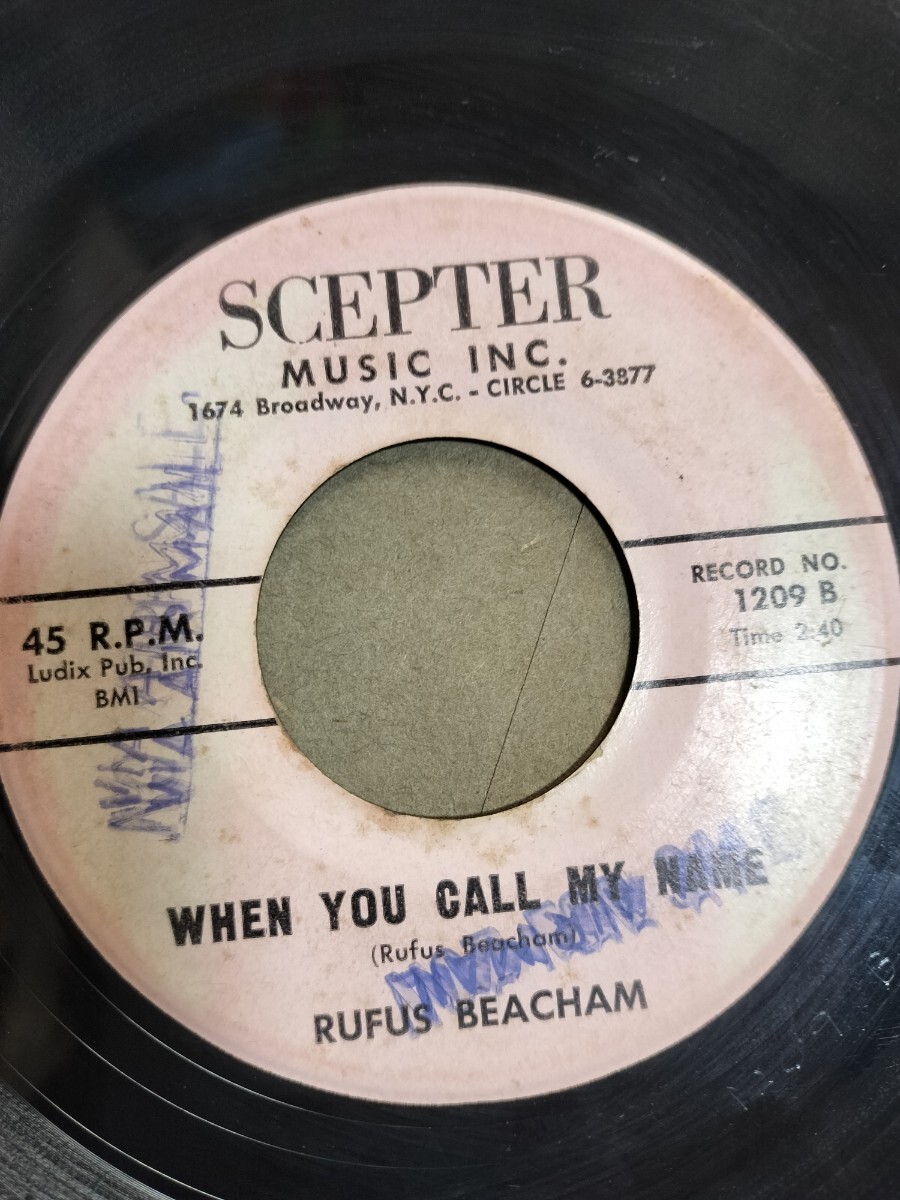 SCEPTER
MUSIC INC.
1674 Broadway, N.Y.C. - CIRCLE 6-3877
45 R.P.M.
Ludix Pub. Inc.
BMI
RECORD NO.
1209 B
Time 2:40
WHEN YOU CALL MY NAME
(Rufus Beacham)
RUFUS BEACHAM